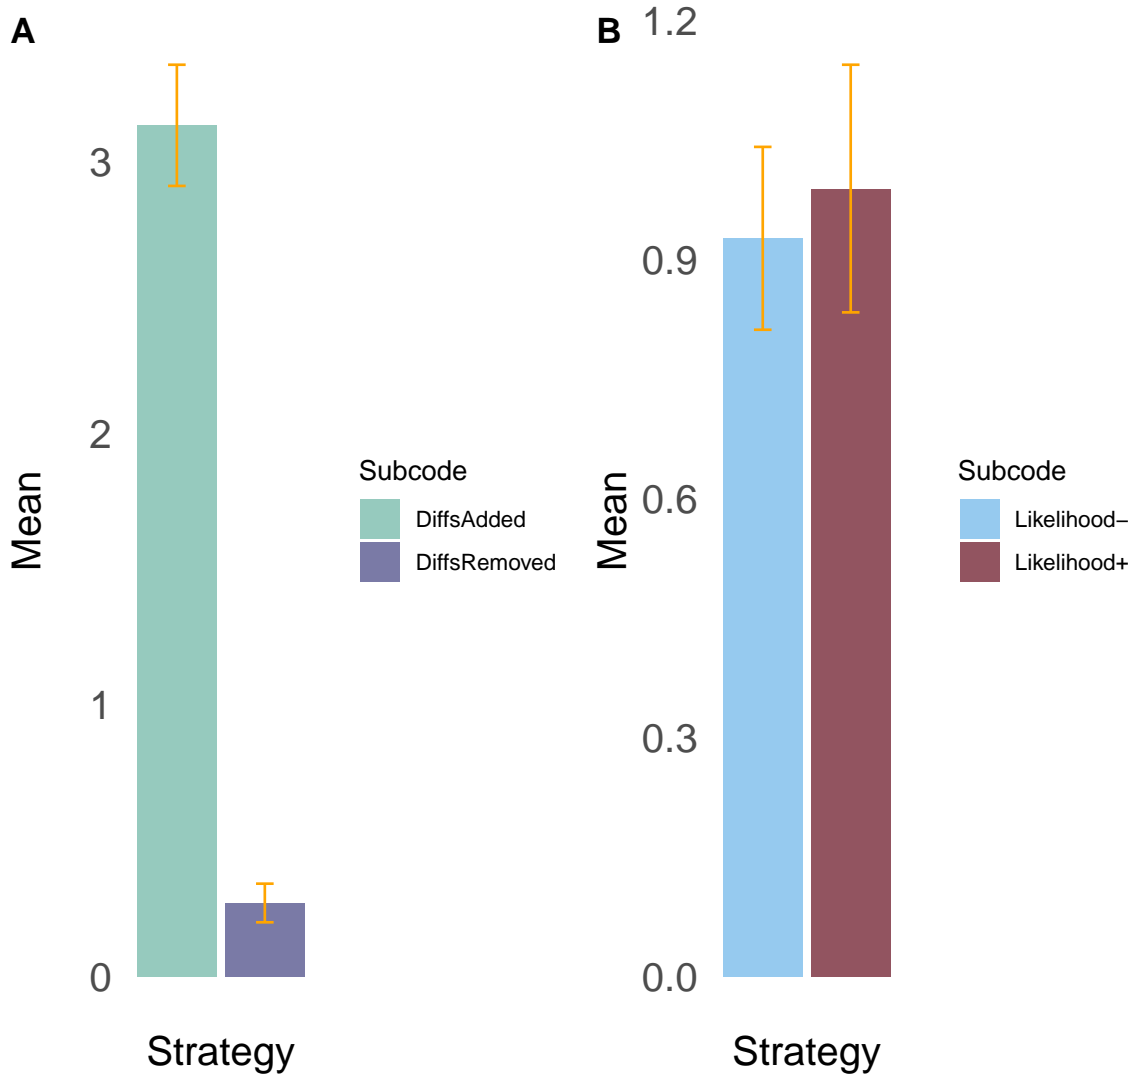 A
3
2
1
0
Mean
Strategy
Subcode
DiffsAdded
DiffsRemoved
B
1.2
0.9
0.6
0.3
0.0
Mean
Strategy
Subcode
Likelihood−
Likelihood+